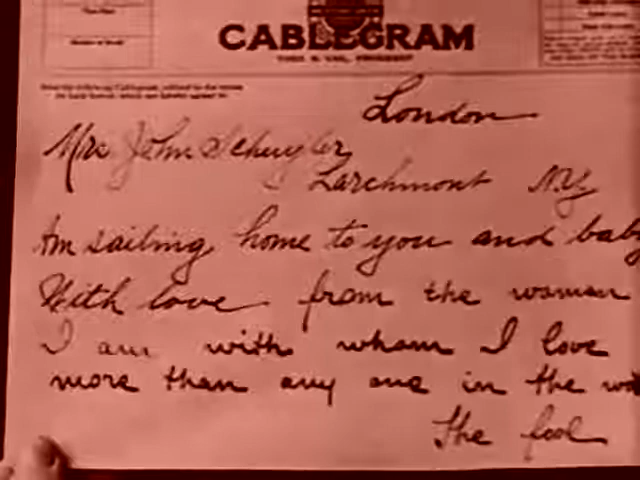 CABLEGRAM
London
Mrs John Schuyler
Larchmont NY
Am sailing home to you and baby
With love from the woman
I am with whom I love
more than any one in the
The fool